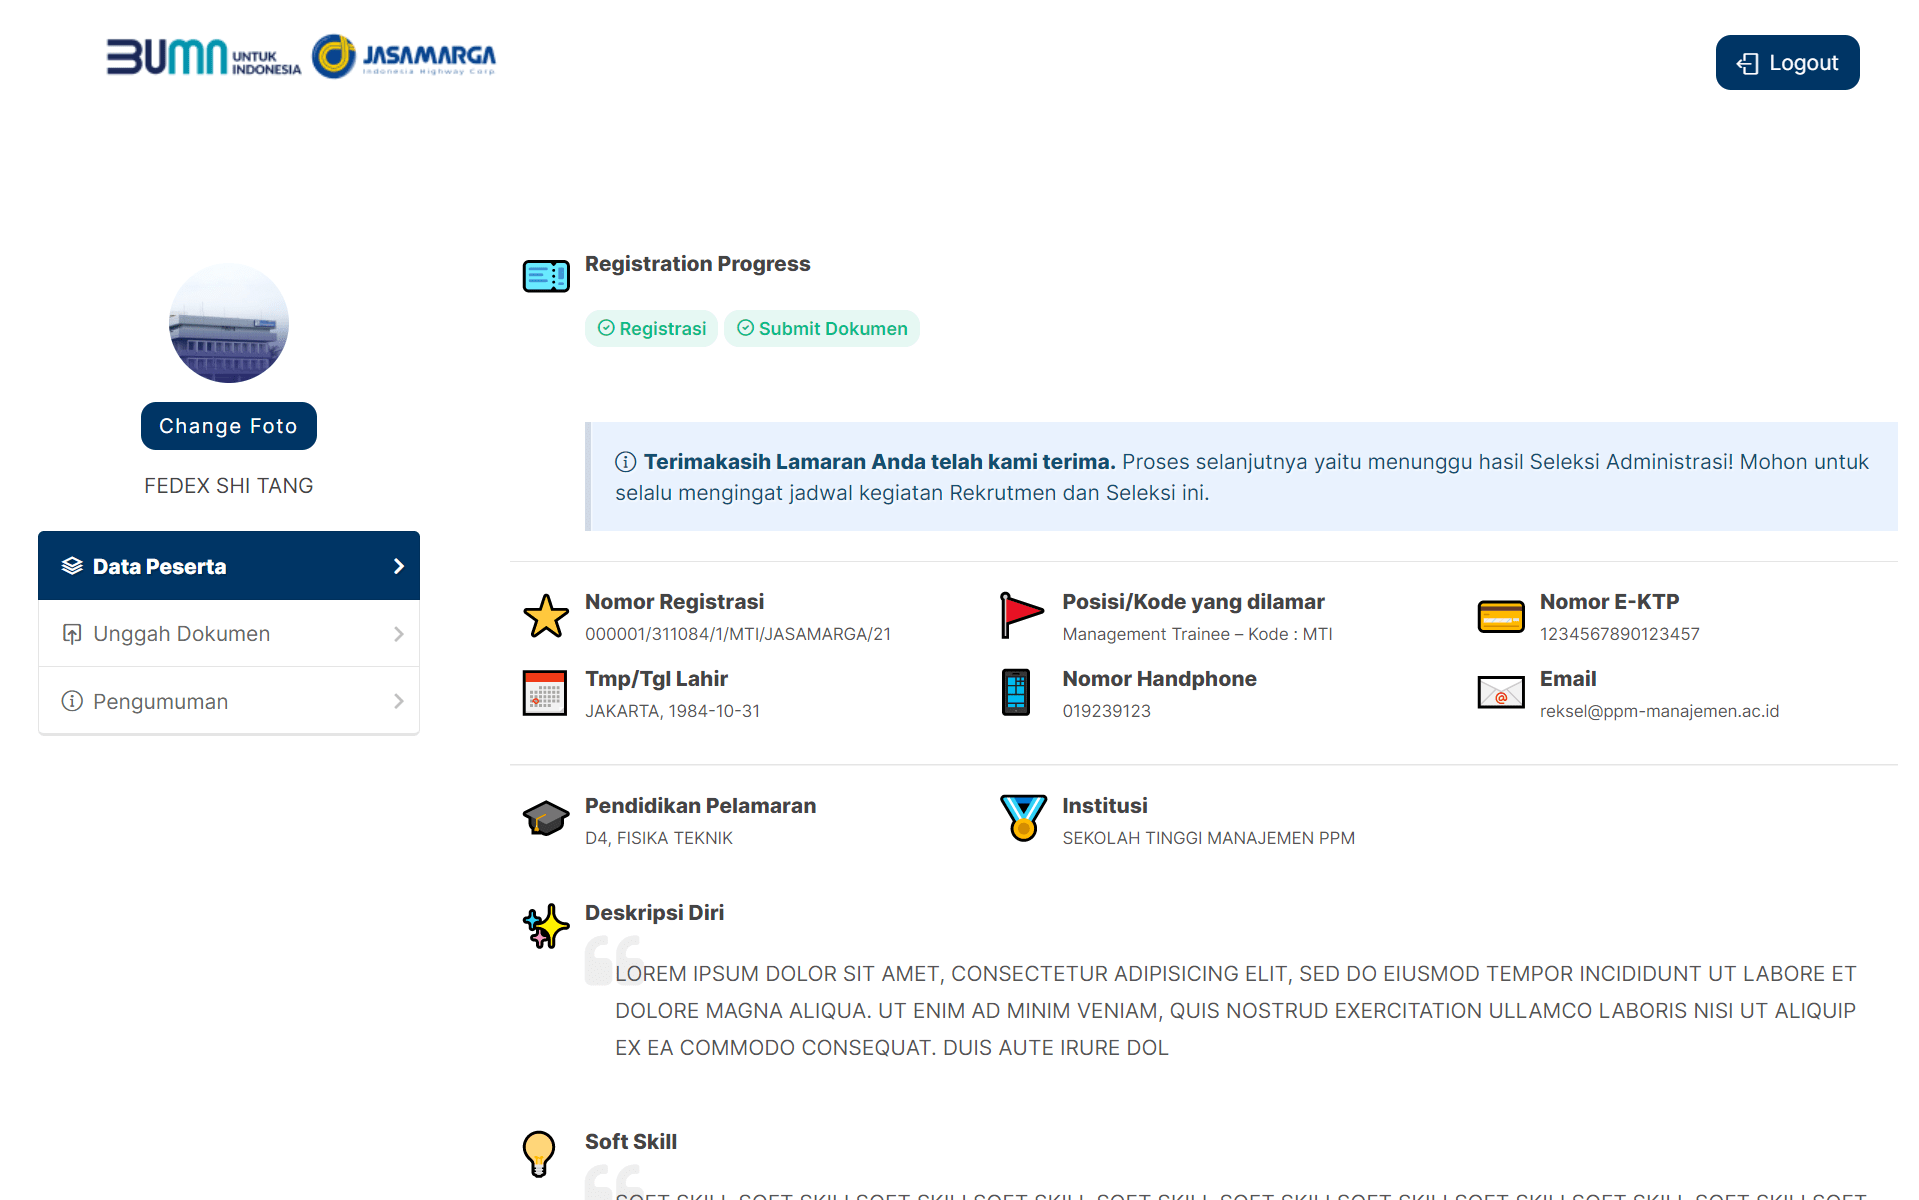 BUMN UNTUK INDONESIA
JASAMARGA
Indonesia Highway Corp
Logout
Registration Progress
Registrasi
Submit Dokumen
Change Foto
FEDEX SHI TANG
Terimakasih Lamaran Anda telah kami terima. Proses selanjutnya yaitu menunggu hasil Seleksi Administrasi! Mohon untuk
selalu mengingat jadwal kegiatan Rekrutmen dan Seleksi ini.
Data Peserta
Unggah Dokumen
Pengumuman
Nomor Registrasi
000001/311084/1/MTI/JASAMARGA/21
Posisi/Kode yang dilamar
Management Trainee – Kode : MTI
Nomor E-KTP
1234567890123457
Tmp/Tgl Lahir
JAKARTA, 1984-10-31
Nomor Handphone
019239123
Email
reksel@ppm-manajemen.ac.id
Pendidikan Pelamaran
D4, FISIKA TEKNIK
Institusi
SEKOLAH TINGGI MANAJEMEN PPM
Deskripsi Diri
LOREM IPSUM DOLOR SIT AMET, CONSECTETUR ADIPISICING ELIT, SED DO EIUSMOD TEMPOR INCIDIDUNT UT LABORE ET
DOLORE MAGNA ALIQUA. UT ENIM AD MINIM VENIAM, QUIS NOSTRUD EXERCITATION ULLAMCO LABORIS NISI UT ALIQUIP
EX EA COMMODO CONSEQUAT. DUIS AUTE IRURE DOL
Soft Skill